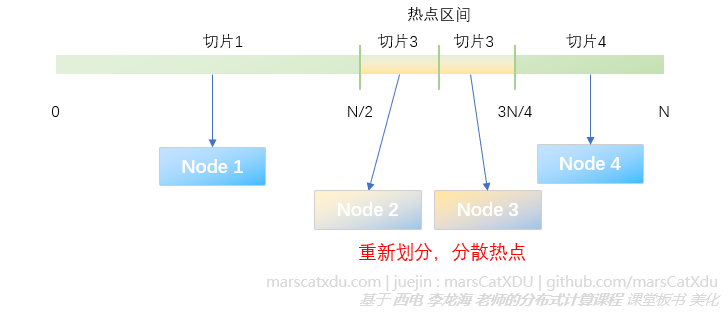 热点区间
切片1 切片3 切片3 切片4
0 N/2 3N/4 N
Node 1
Node 4
Node 2 Node 3
重新划分，分散热点
marscatxdu.com | juejin : marsCatXDU | github.com/marsCatXdu
基于 西电 李龙海 老师的分布式计算课程 课堂板书 美化